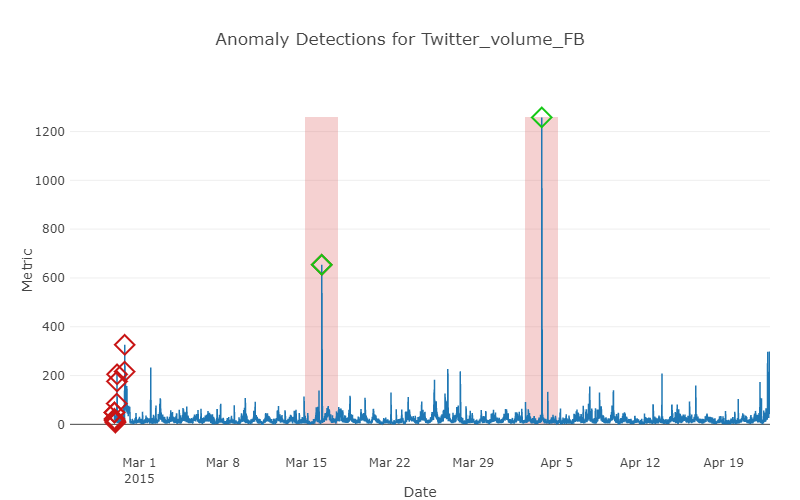 Anomaly Detections for Twitter_volume_FB
1200
1000
800
600
400
200
0
Metric
Mar 1
2015
Mar 8
Mar 15
Mar 22
Mar 29
Apr 5
Apr 12
Apr 19
Date